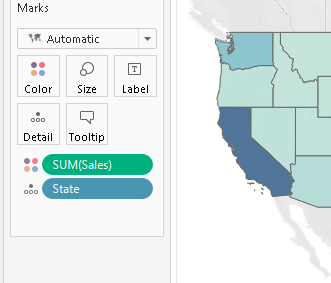 Marks
Automatic
Color Size Label
Detail Tooltip
SUM(Sales)
State